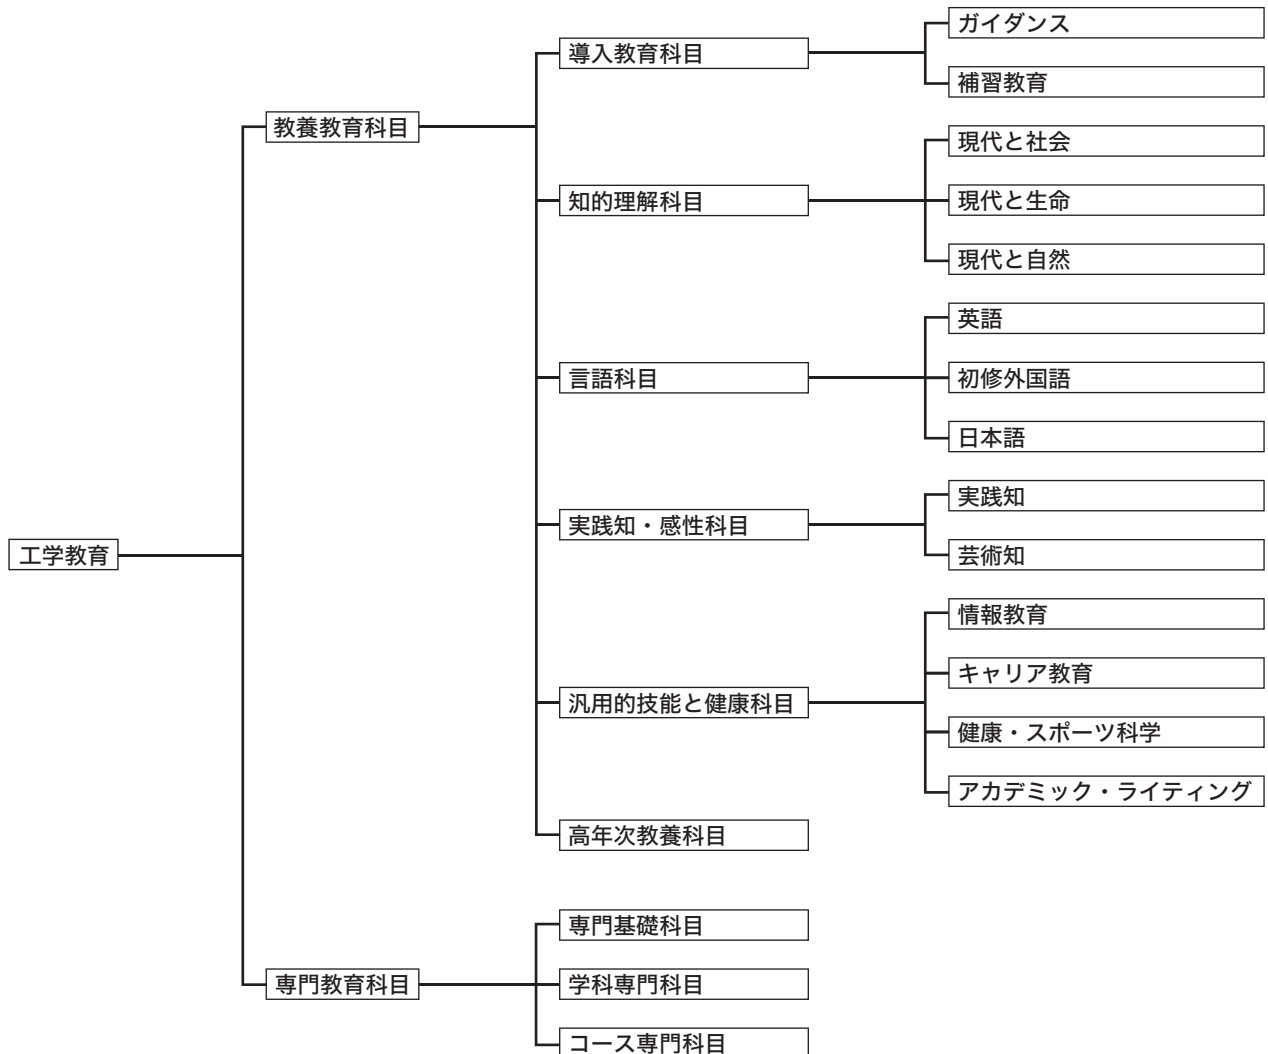 工学教育
教養教育科目
導入教育科目
ガイダンス
補習教育
知的理解科目
現代と社会
現代と生命
現代と自然
言語科目
英語
初修外国語
日本語
実践知・感性科目
実践知
芸術知
汎用的技能と健康科目
情報教育
キャリア教育
健康・スポーツ科学
アカデミック・ライティング
高年次教養科目
専門教育科目
専門基礎科目
学科専門科目
コース専門科目